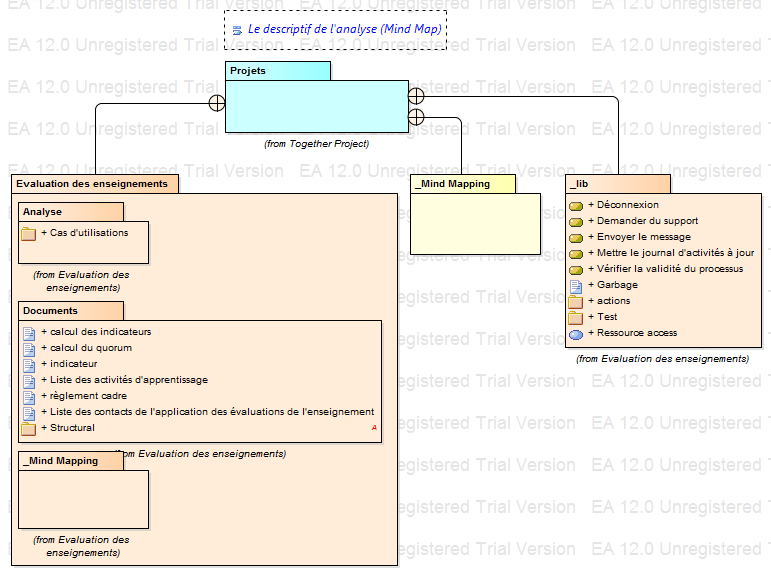 Le descriptif de l'analyse (Mind Map)
Projets
(from Together Project)
Evaluation des enseignements
Analyse
+ Cas d'utilisations
(from Evaluation des
enseignements)
Documents
+ calcul des indicateurs
+ calcul du quorum
+ indicateur
+ Liste des activités d'apprentissage
+ règlement cadre
+ Liste des contacts de l'application des évaluations de l'enseignement
+ Structural
A
(from Evaluation des enseignements)
_Mind Mapping
(from Evaluation des
enseignements)
_Mind Mapping
_lib
+ Déconnexion
+ Demander du support
+ Envoyer le message
+ Mettre le journal d'activités à jour
+ Vérifier la validité du processus
+ Garbage
+ actions
+ Test
+ Ressource access
(from Evaluation des enseignements)
EA 12.0 Unregistered Trial Version